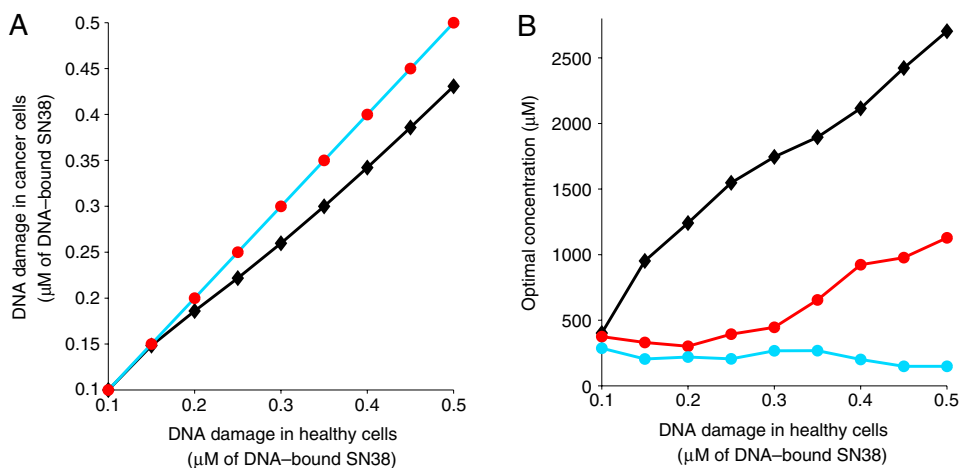 A
DNA damage in cancer cells
(μM of DNA–bound SN38)
0.5
0.45
0.4
0.35
0.3
0.25
0.2
0.15
0.1
0.1 0.2 0.3 0.4 0.5
DNA damage in healthy cells
(μM of DNA–bound SN38)
B
Optimal concentration (μM)
2500
2000
1500
1000
500
0
0.1 0.2 0.3 0.4 0.5
DNA damage in healthy cells
(μM of DNA–bound SN38)